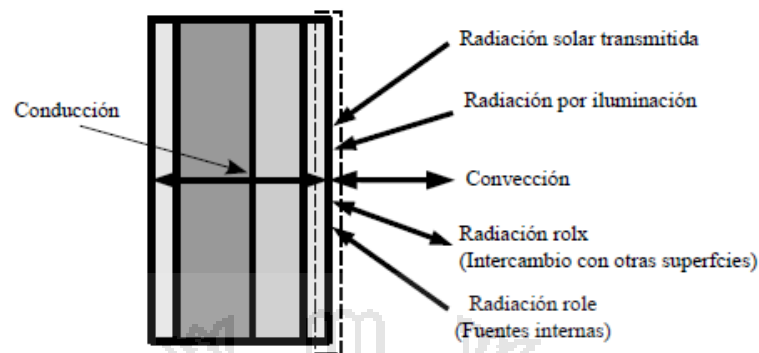 Radiación solar transmitida
Conducción
Radiación por iluminación
Convección
Radiación rolx
(Intercambio con otras superfcies)
Radiación role
(Fuentes internas)